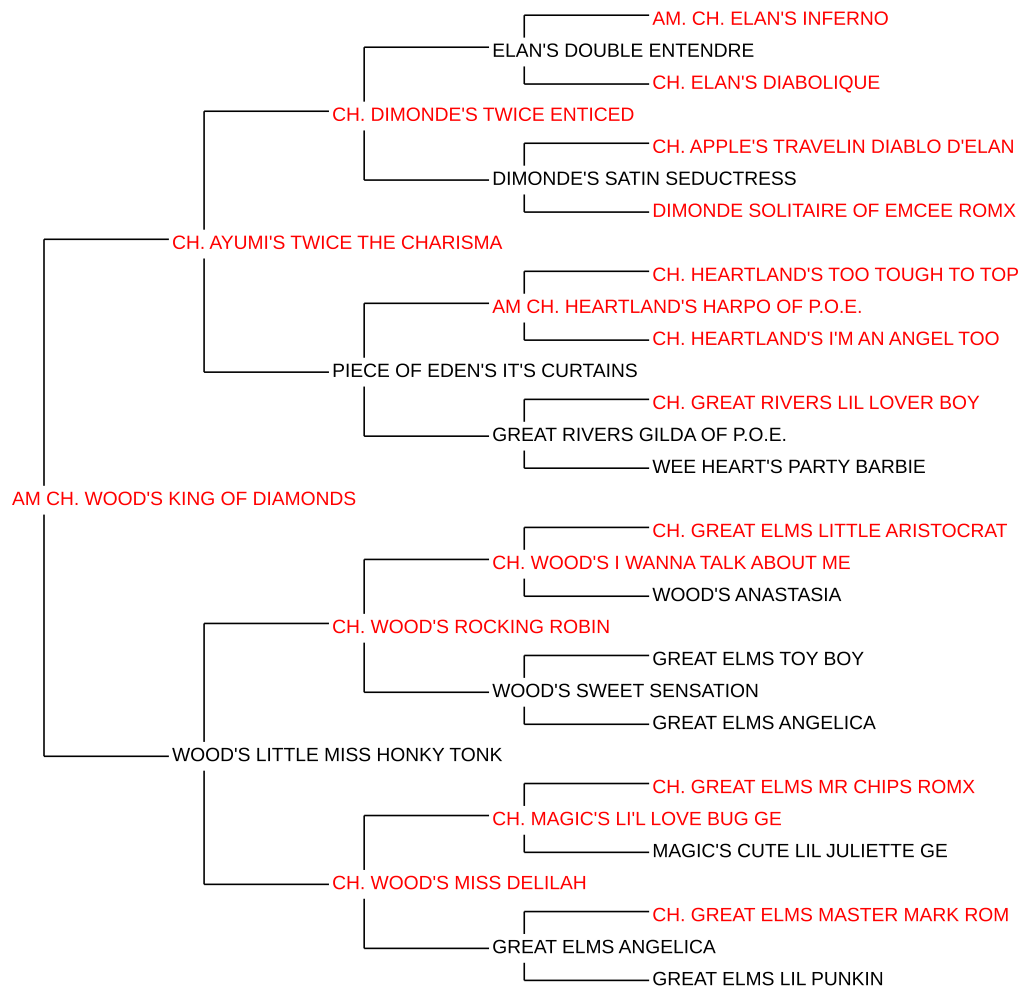 AM. CH. ELAN'S INFERNO
ELAN'S DOUBLE ENTENDRE
CH. ELAN'S DIABOLIQUE
CH. DIMONDE'S TWICE ENTICED
CH. APPLE'S TRAVELIN DIABLO D'ELAN
DIMONDE'S SATIN SEDUCTRESS
DIMONDE SOLITAIRE OF EMCEE ROMX
CH. AYUMI'S TWICE THE CHARISMA
CH. HEARTLAND'S TOO TOUGH TO TOP
AM CH. HEARTLAND'S HARPO OF P.O.E.
CH. HEARTLAND'S I'M AN ANGEL TOO
PIECE OF EDEN'S IT'S CURTAINS
CH. GREAT RIVERS LIL LOVER BOY
GREAT RIVERS GILDA OF P.O.E.
WEE HEART'S PARTY BARBIE
AM CH. WOOD'S KING OF DIAMONDS
CH. GREAT ELMS LITTLE ARISTOCRAT
CH. WOOD'S I WANNA TALK ABOUT ME
WOOD'S ANASTASIA
CH. WOOD'S ROCKING ROBIN
GREAT ELMS TOY BOY
WOOD'S SWEET SENSATION
GREAT ELMS ANGELICA
WOOD'S LITTLE MISS HONKY TONK
CH. GREAT ELMS MR CHIPS ROMX
CH. MAGIC'S LI'L LOVE BUG GE
MAGIC'S CUTE LIL JULIETTE GE
CH. WOOD'S MISS DELILAH
CH. GREAT ELMS MASTER MARK ROM
GREAT ELMS ANGELICA
GREAT ELMS LIL PUNKIN